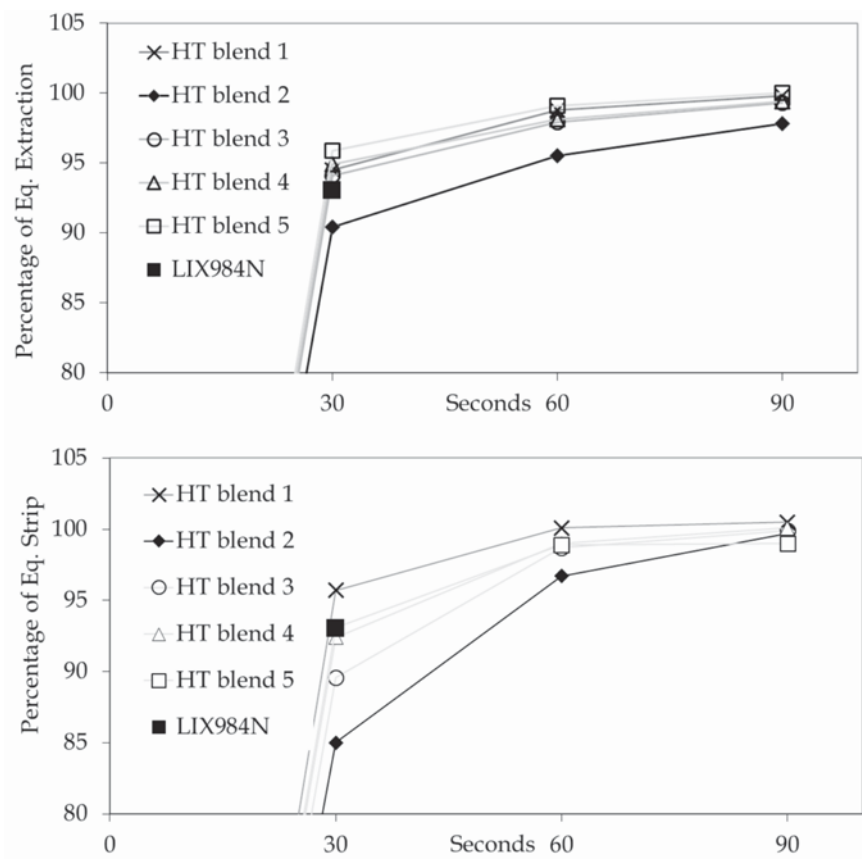 105
100
95
90
85
80
Percentage of Eq. Extraction
HT blend 1
HT blend 2
HT blend 3
HT blend 4
HT blend 5
LIX984N
0 30 Seconds 60 90
105
100
95
90
85
80
Percentage of Eq. Strip
HT blend 1
HT blend 2
HT blend 3
HT blend 4
HT blend 5
LIX984N
0 30 Seconds 60 90